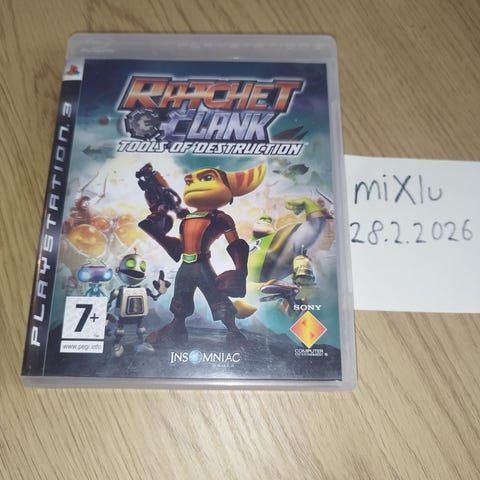 PLAYSTATION 3
RATCHET
CLANK
TOOLS OF DESTRUCTION
7+
www.pegi.info
INSOMNIAC
games
SONY
COMPUTER
ENTERTAINMENT
miXlu
28.2.2026